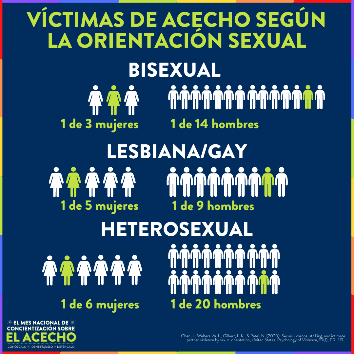 VÍCTIMAS DE ACECHO SEGÚN
LA ORIENTACIÓN SEXUAL
BISEXUAL
1 de 3 mujeres
1 de 14 hombres
LESBIANA/GAY
1 de 5 mujeres
1 de 9 hombres
HETEROSEXUAL
1 de 6 mujeres
1 de 20 hombres
EL MES NACIONAL DE
CONCIENTIZACIÓN SOBRE
EL ACECHO